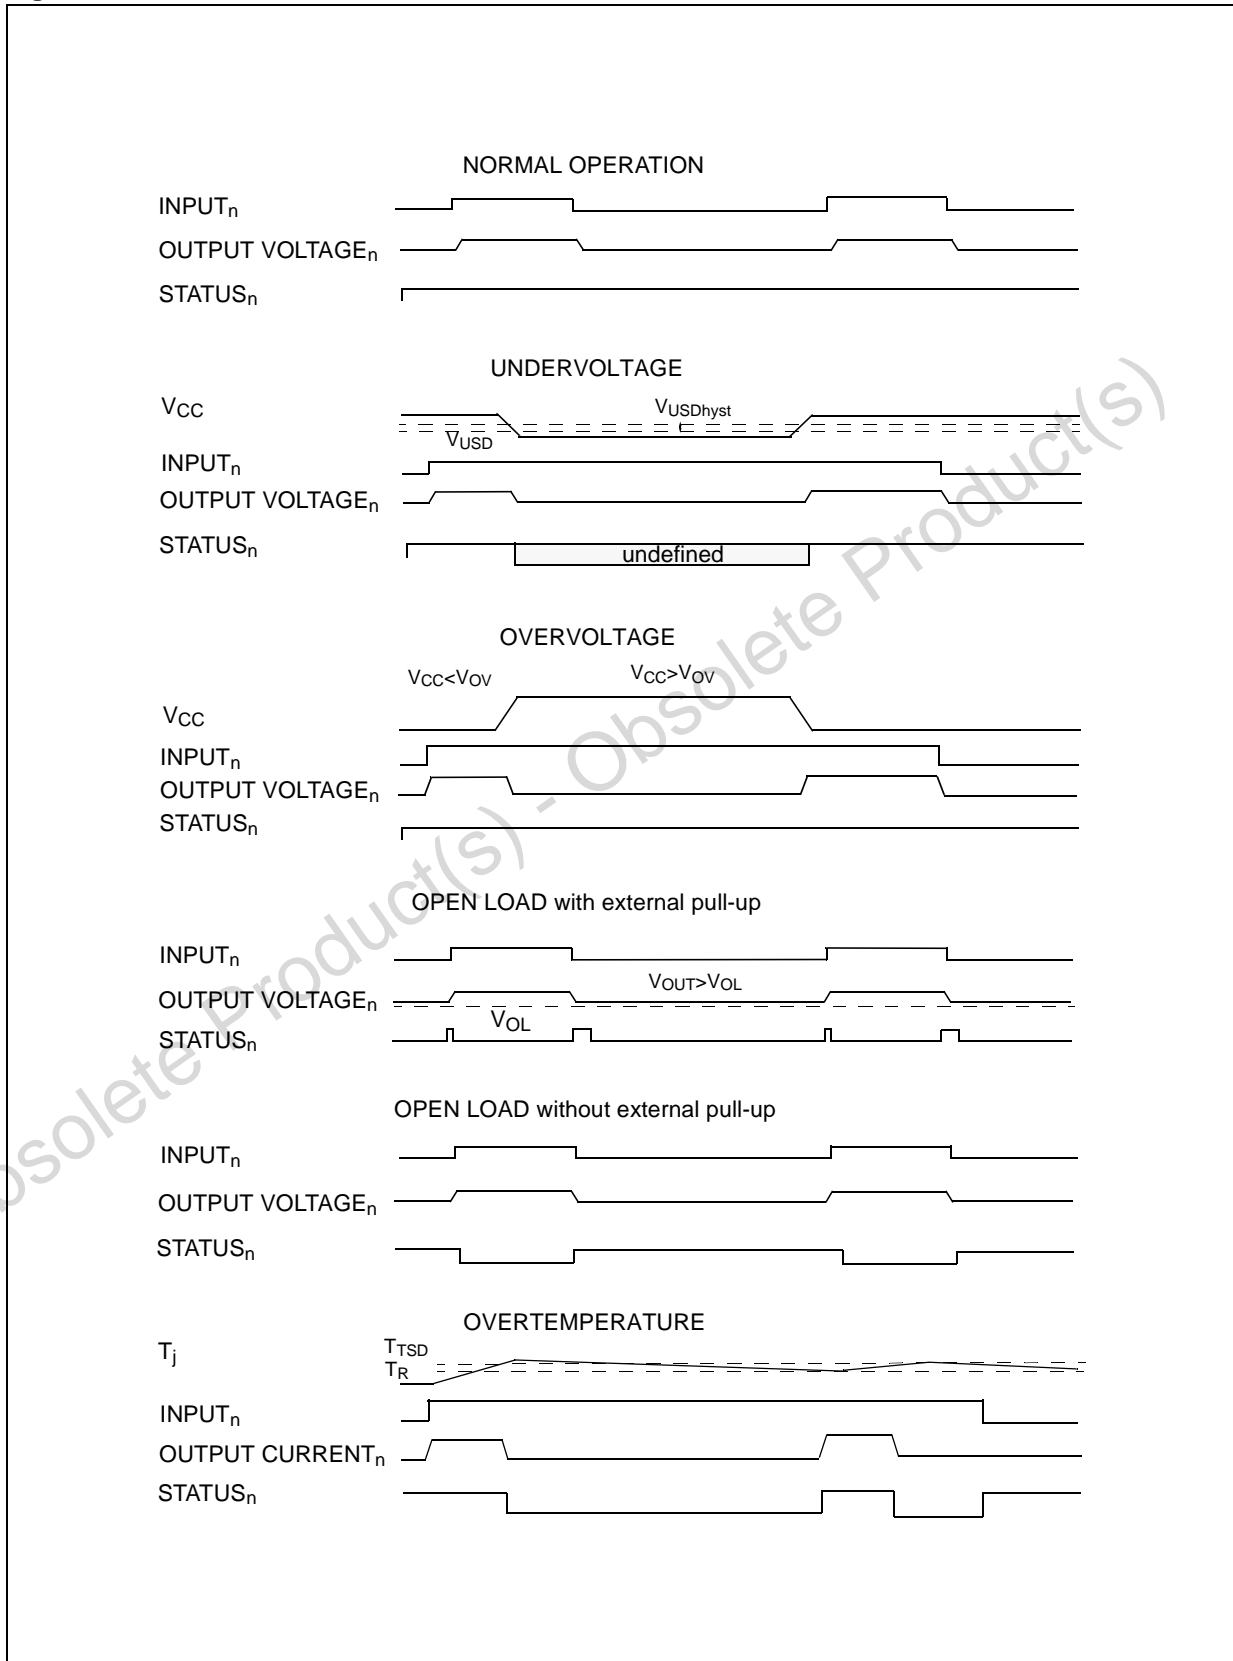 NORMAL OPERATION
INPUTn
OUTPUT VOLTAGEn
STATUSn
UNDERVOLTAGE
VCC
VUSDhyst
VUSD
INPUTn
OUTPUT VOLTAGEn
STATUSn
undefined
OVERVOLTAGE
VCC<VOV
VCC>VOV
VCC
INPUTn
OUTPUT VOLTAGEn
STATUSn
OPEN LOAD with external pull-up
INPUTn
VOUT>VOL
OUTPUT VOLTAGEn
VOL
STATUSn
OPEN LOAD without external pull-up
INPUTn
OUTPUT VOLTAGEn
STATUSn
OVERTEMPERATURE
Tj
TTSD
TR
INPUTn
OUTPUT CURRENTn
STATUSn
Obsolete Product(s) - Obsolete Product(s)